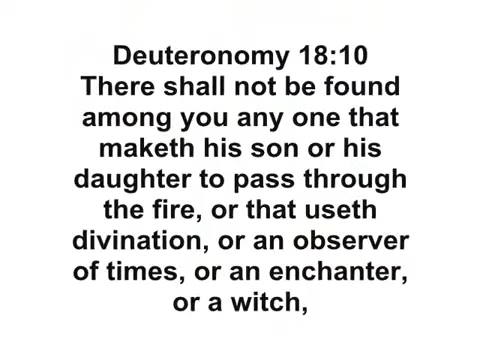 Deuteronomy 18:10
There shall not be found
among you any one that
maketh his son or his
daughter to pass through
the fire, or that useth
divination, or an observer
of times, or an enchanter,
or a witch,